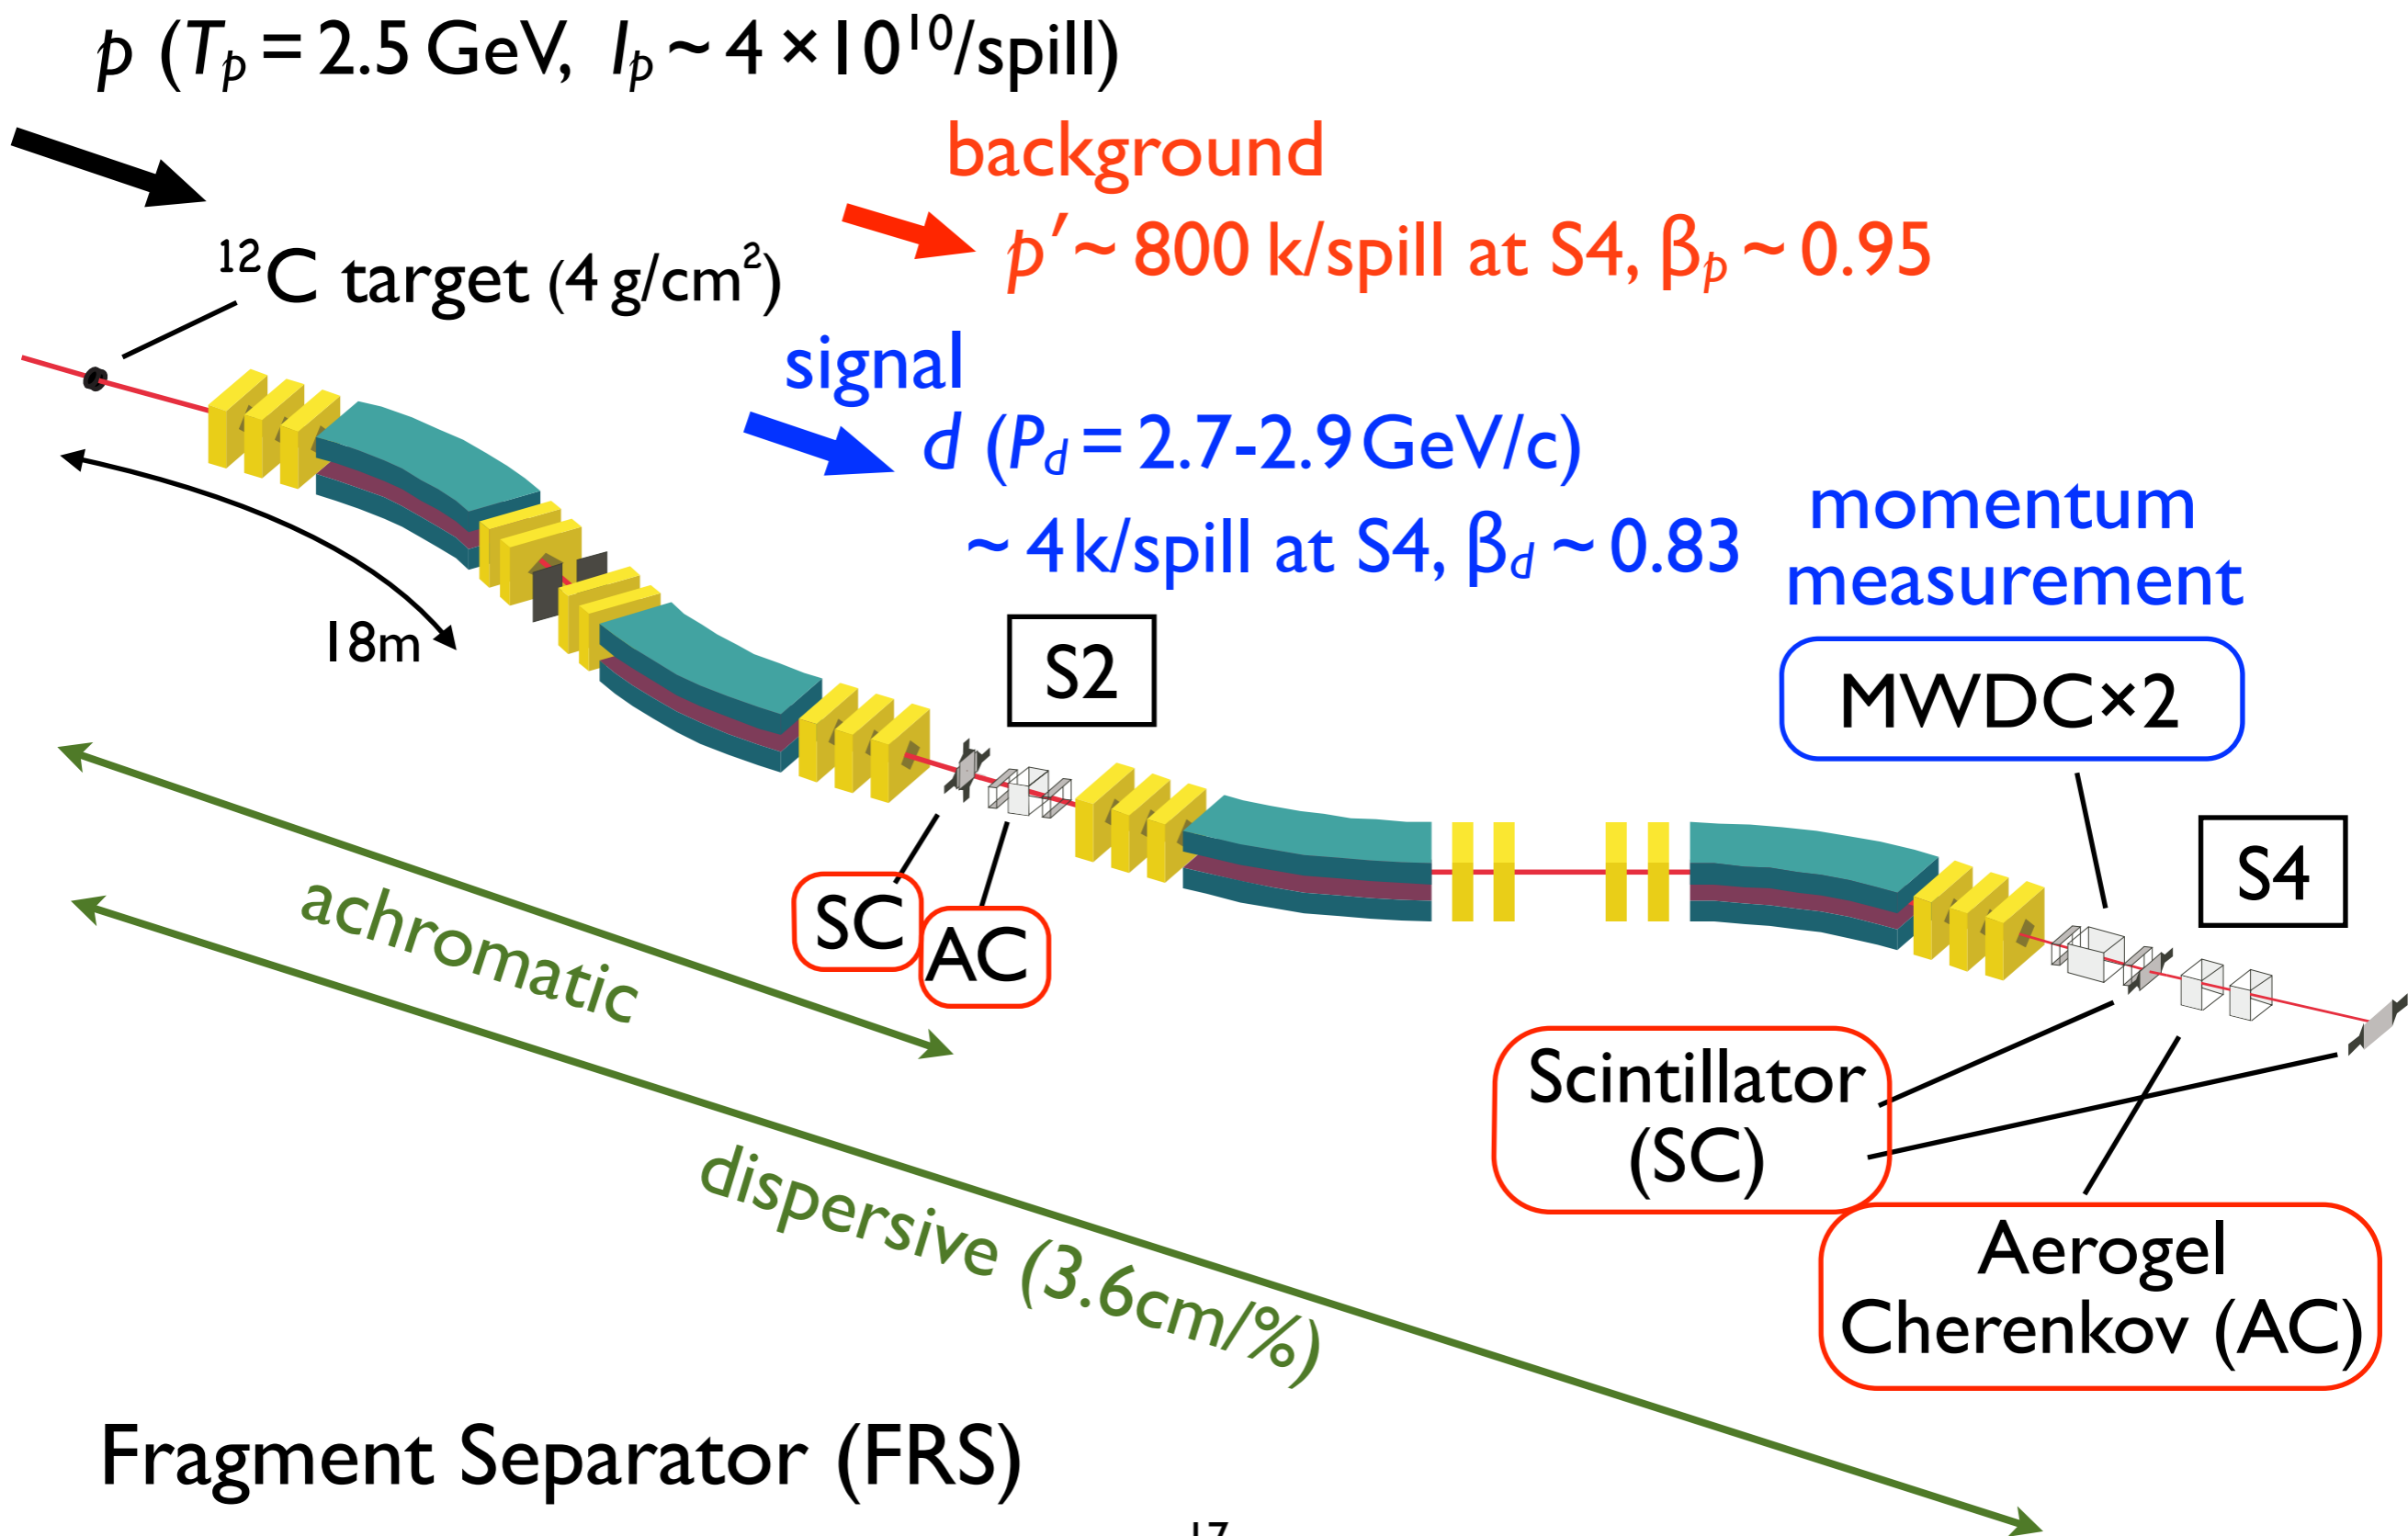 p (Tp = 2.5 GeV, Ip ~ 4 ×10¹⁰/spill)
background
p′ ~ 800 k/spill at S4, βp ~ 0.95
¹²C target (4 g/cm²)
signal
d (Pd = 2.7-2.9 GeV/c)
~ 4 k/spill at S4, βd ~ 0.83
momentum
measurement
18m
S2
MWDC×2
S4
SC
AC
achromatic
Scintillator
(SC)
dispersive (3.6cm/%)
Aerogel
Cherenkov (AC)
Fragment Separator (FRS)
17